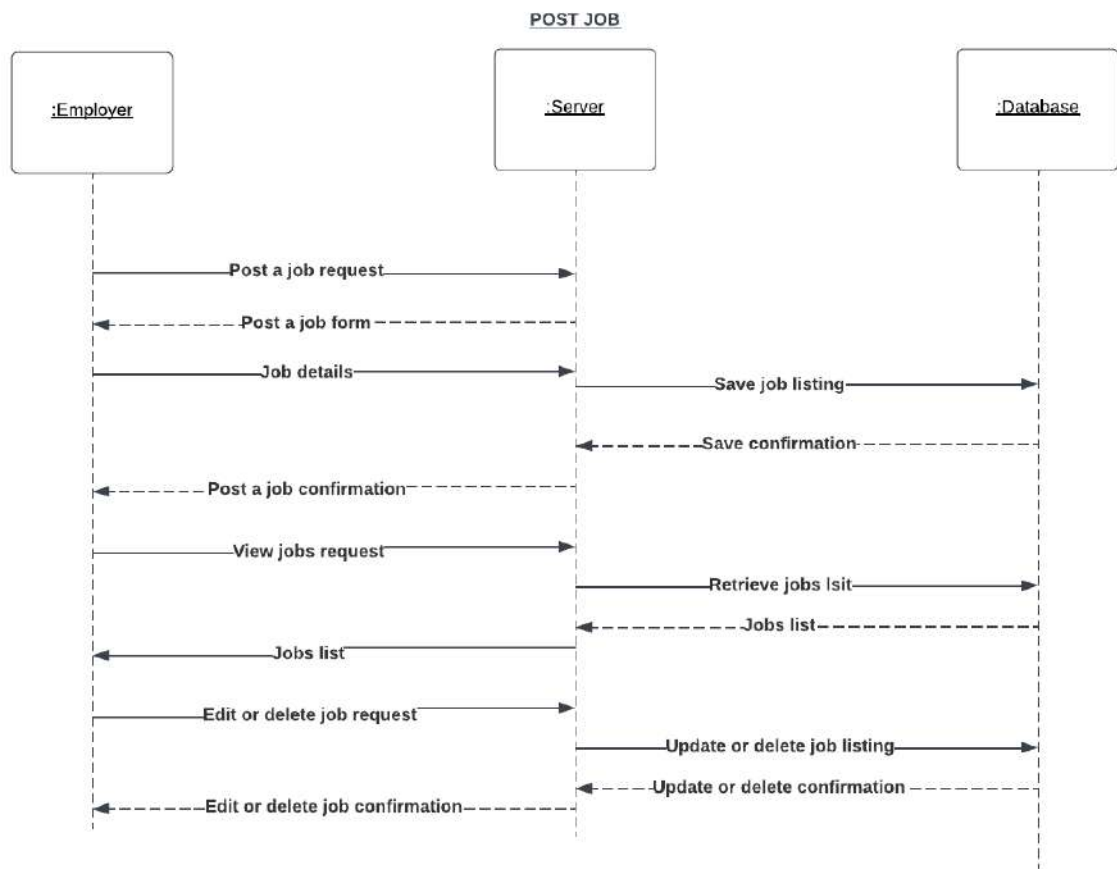 POST JOB
:Employer
:Server
:Database
Post a job request
Post a job form
Job details
Save job listing
Save confirmation
Post a job confirmation
View jobs request
Retrieve jobs lsit
Jobs list
Jobs list
Edit or delete job request
Update or delete job listing
Update or delete confirmation
Edit or delete job confirmation